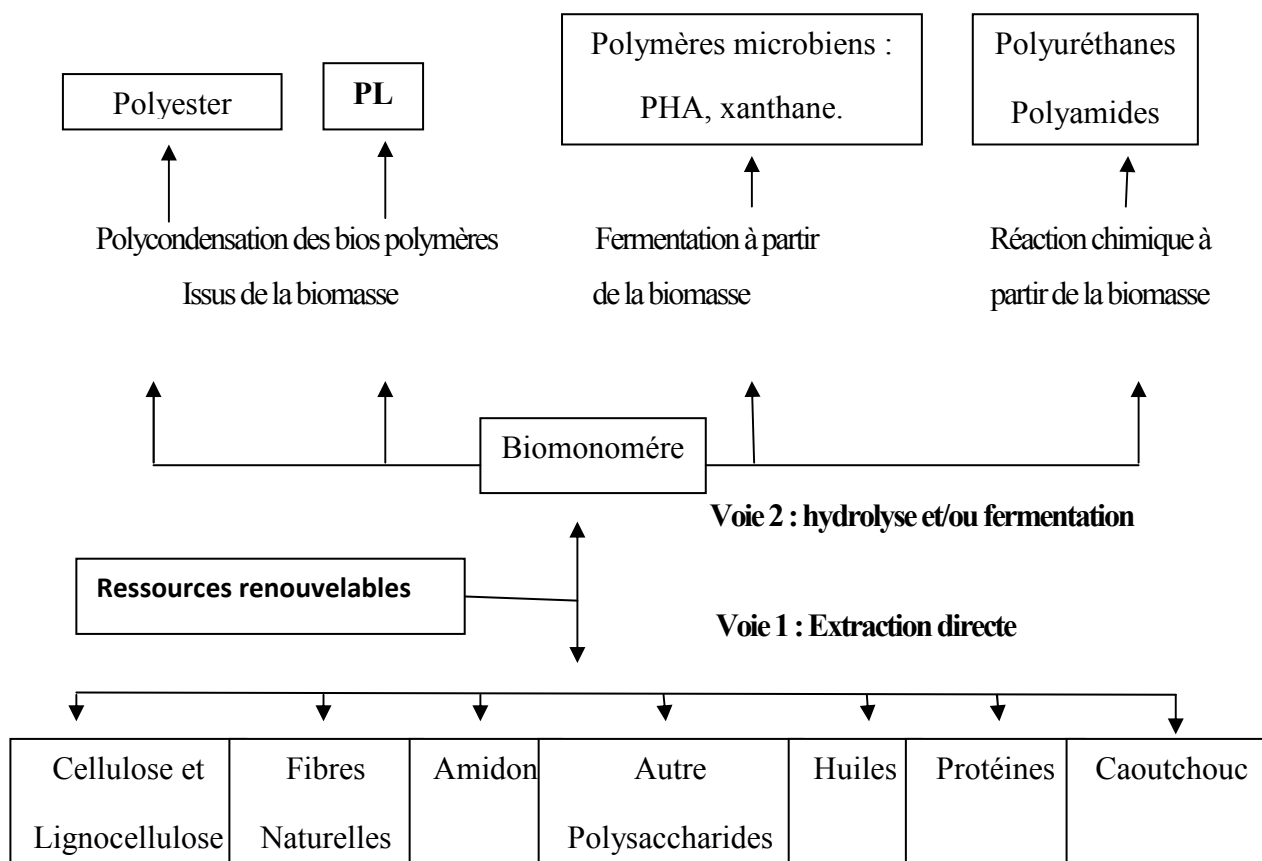 Polyester
PL
Polymères microbiens :
PHA, xanthane.
Polyuréthanes
Polyamides
Polycondensation des bios polymères
Issus de la biomasse
Fermentation à partir
de la biomasse
Réaction chimique à
partir de la biomasse
Biomonomére
Voie 2 : hydrolyse et/ou fermentation
Ressources renouvelables
Voie 1 : Extraction directe
Cellulose et
Lignocellulose
Fibres
Naturelles
Amidon
Autre
Polysaccharides
Huiles
Protéines
Caoutchouc